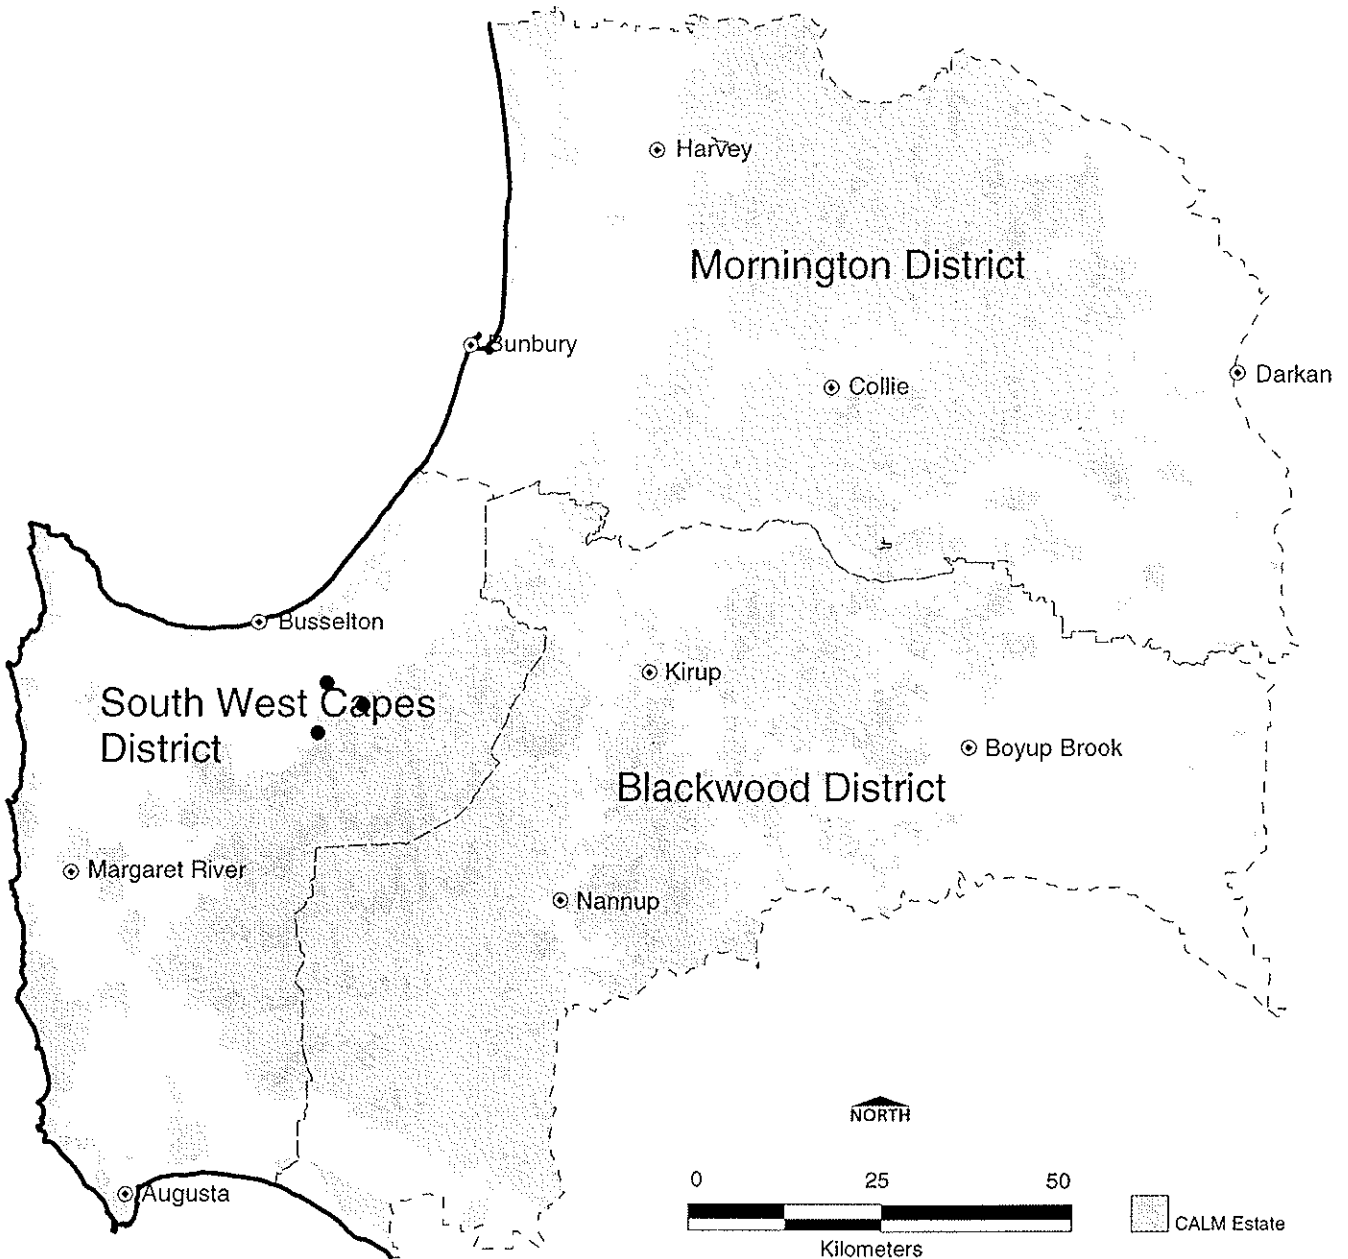 Harvey
Mornington District
Bunbury
Darkan
Collie
Busselton
Kirup
South West Capes
District
Boyup Brook
Blackwood District
Margaret River
Nannup
NORTH
0 25 50
Augusta
CALM Estate
Kilometers